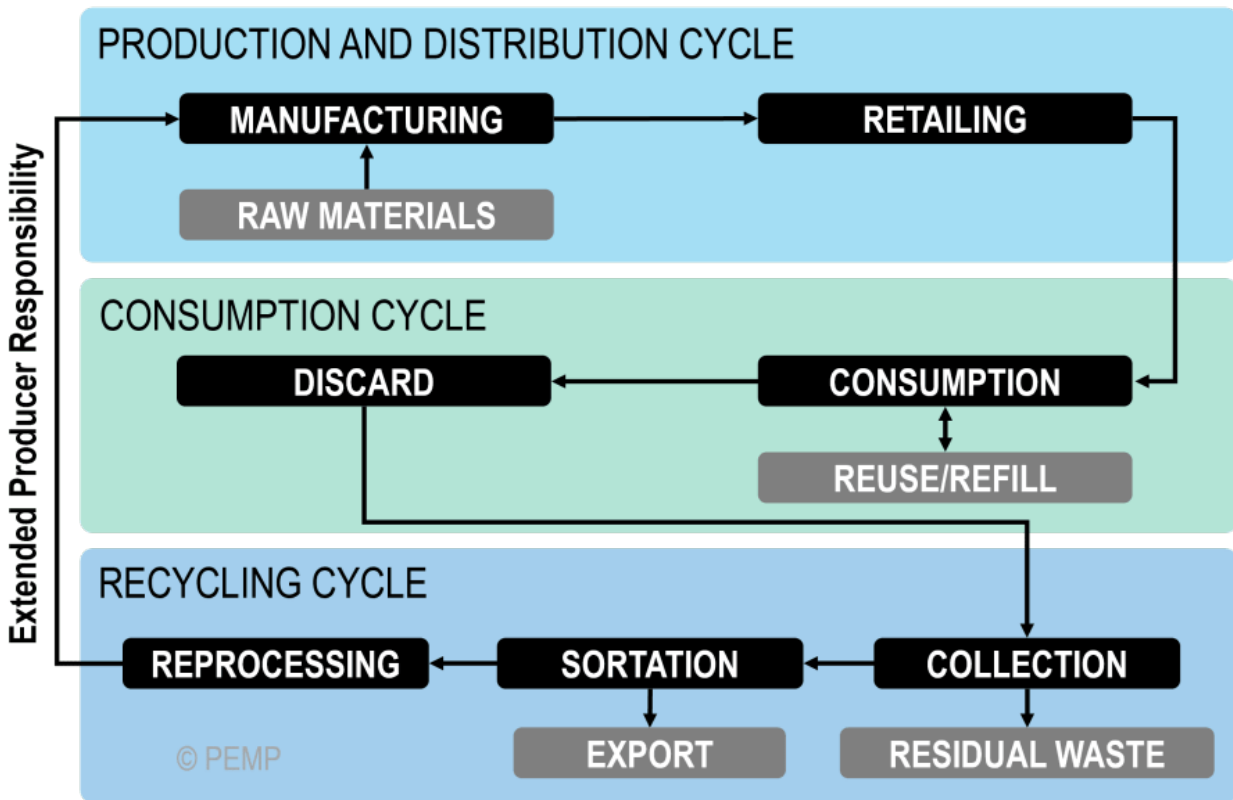 PRODUCTION AND DISTRIBUTION CYCLE
MANUFACTURING
RETAILING
RAW MATERIALS
Extended Producer Responsibility
CONSUMPTION CYCLE
DISCARD
CONSUMPTION
REUSE/REFILL
RECYCLING CYCLE
REPROCESSING
SORTATION
COLLECTION
© PEMP
EXPORT
RESIDUAL WASTE